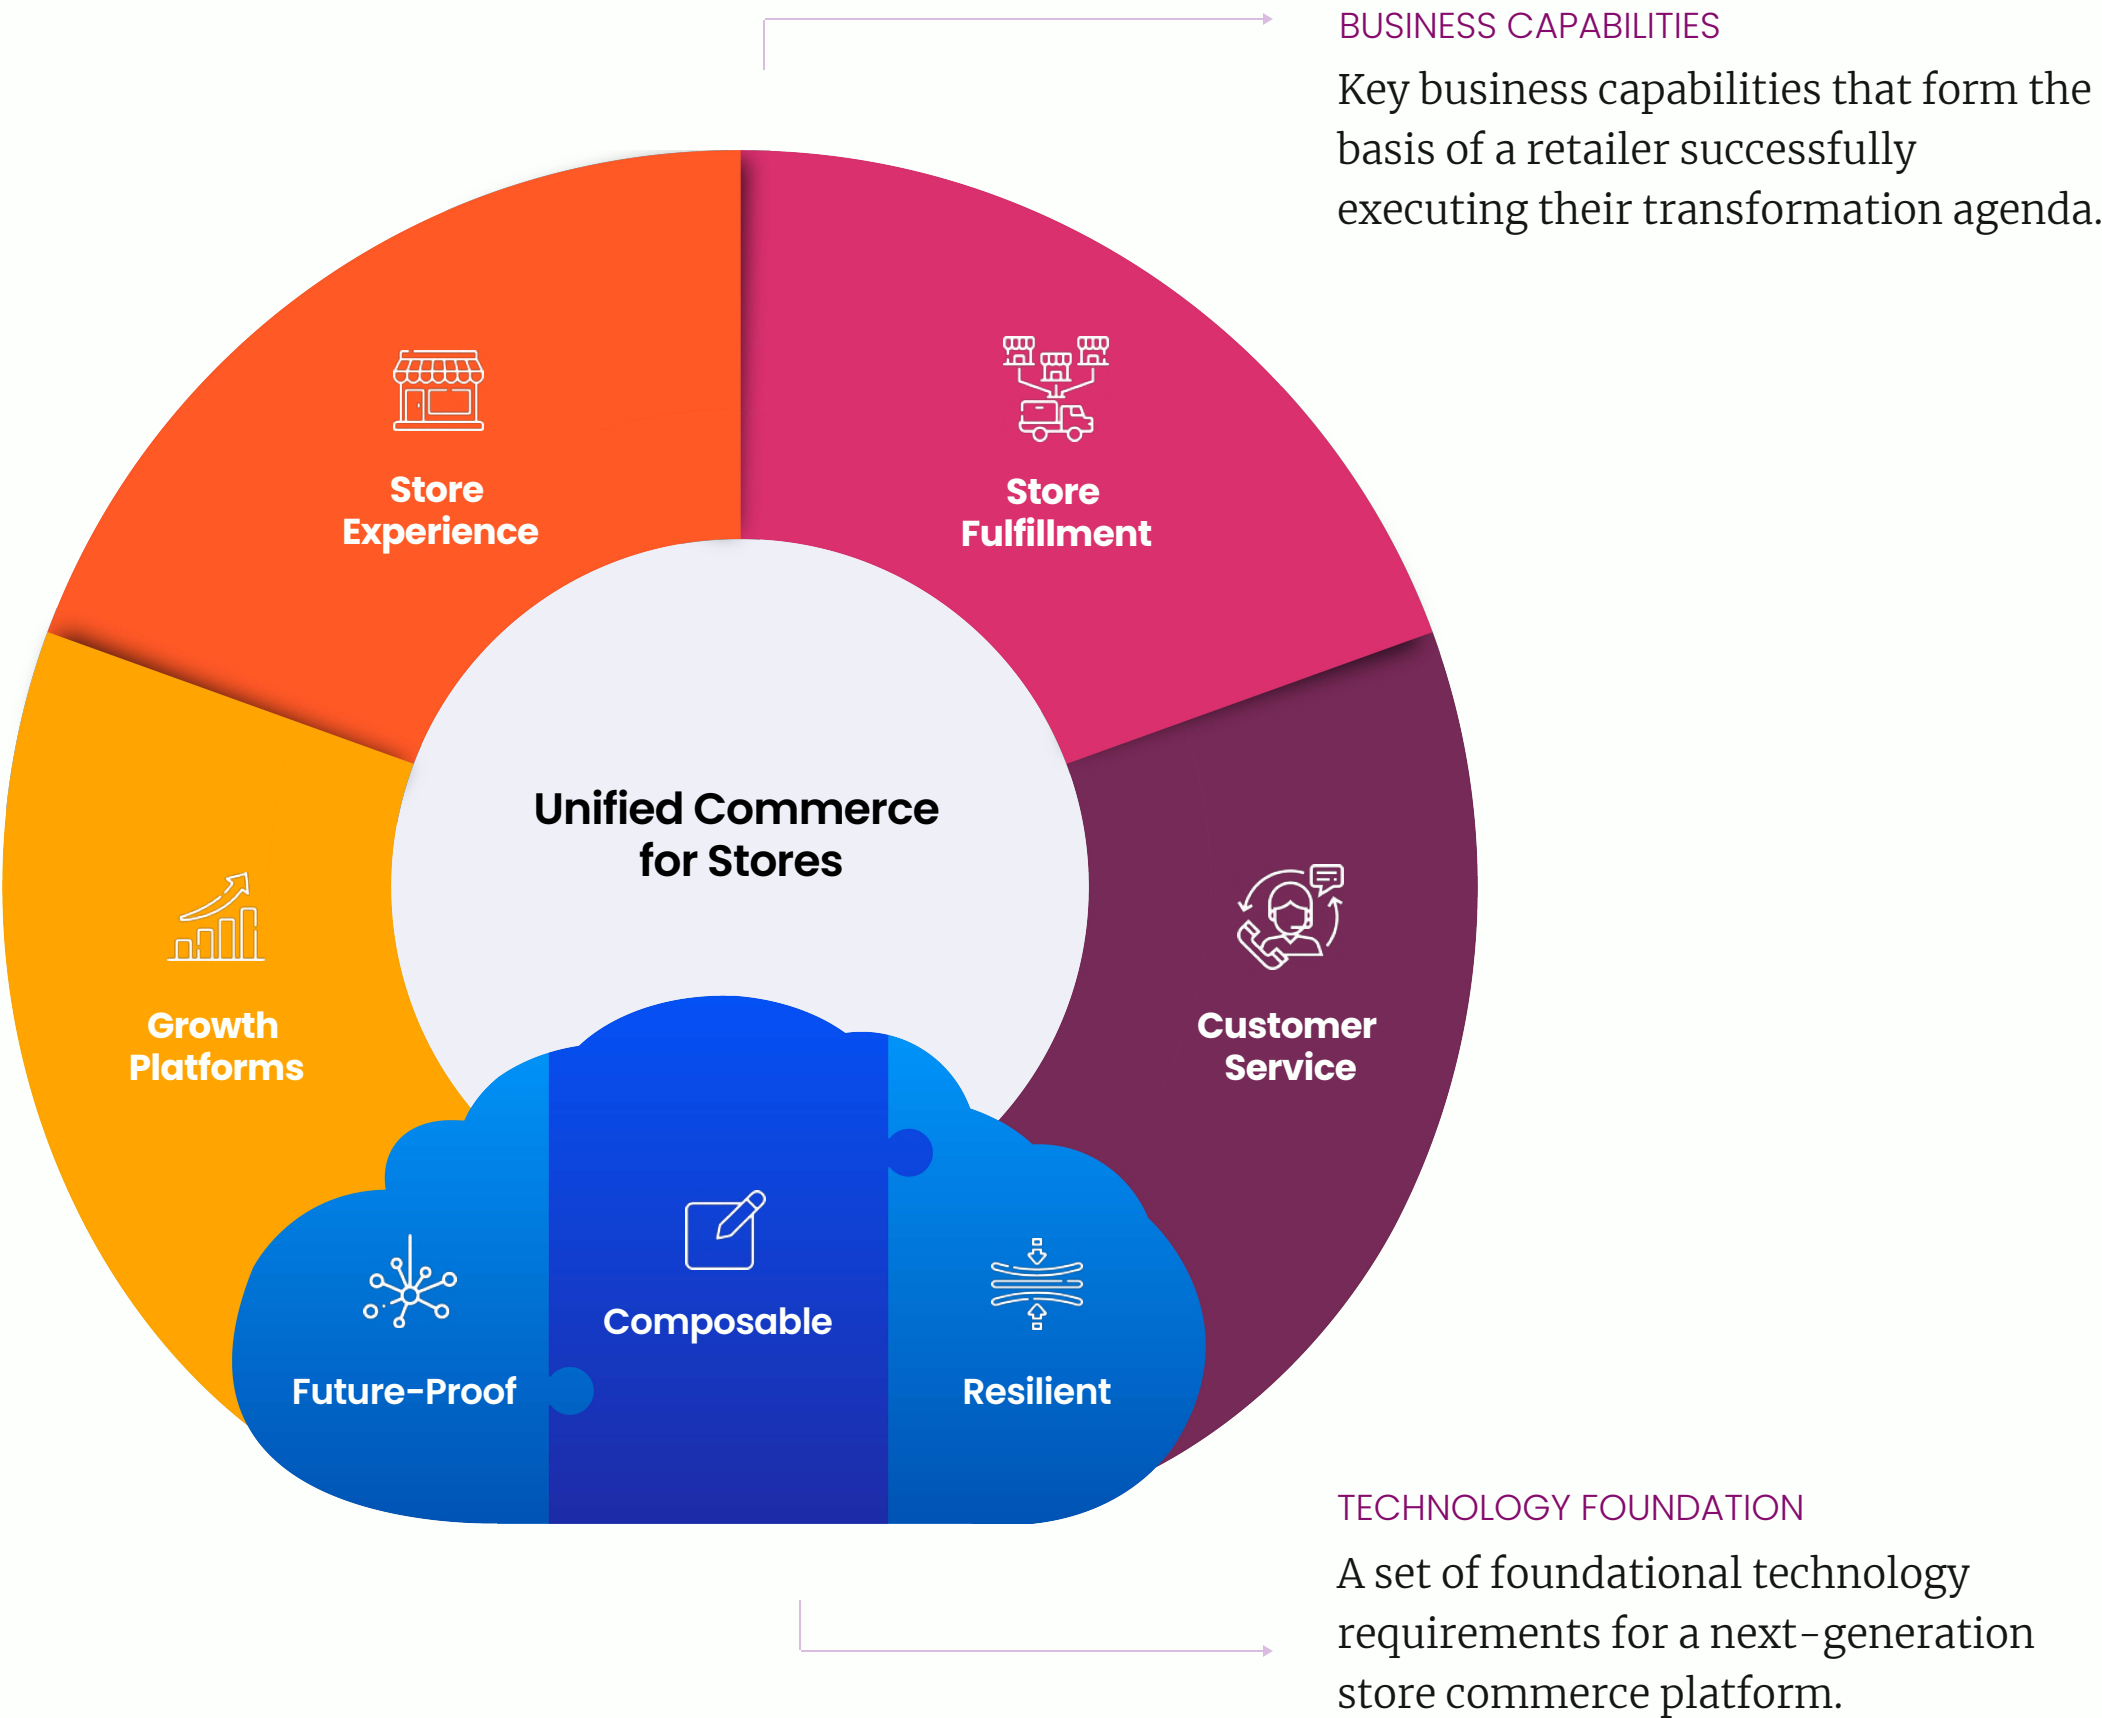 BUSINESS CAPABILITIES
Key business capabilities that form the
basis of a retailer successfully
executing their transformation agenda.
Store
Experience
Store
Fulfillment
Unified Commerce
for Stores
Growth
Platforms
Customer
Service
Future-Proof
Composable
Resilient
TECHNOLOGY FOUNDATION
A set of foundational technology
requirements for a next-generation
store commerce platform.